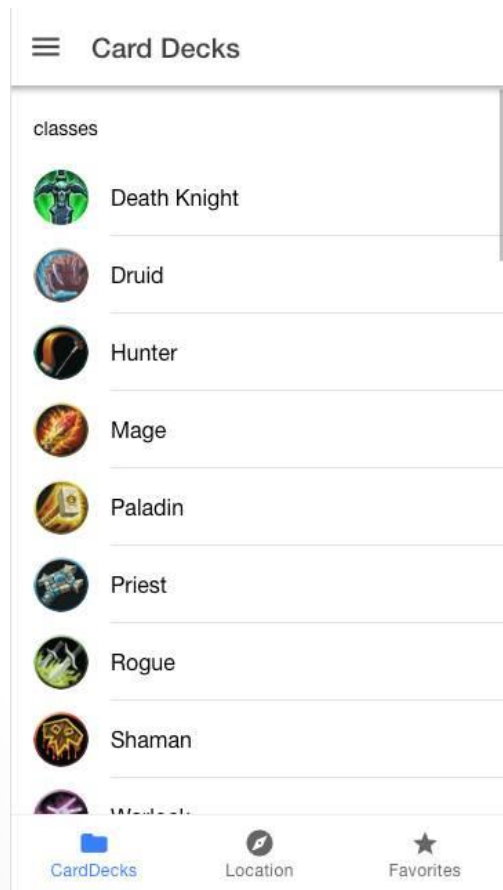 Card Decks
classes
Death Knight
Druid
Hunter
Mage
Paladin
Priest
Rogue
Shaman
CardDecks
Location
Favorites